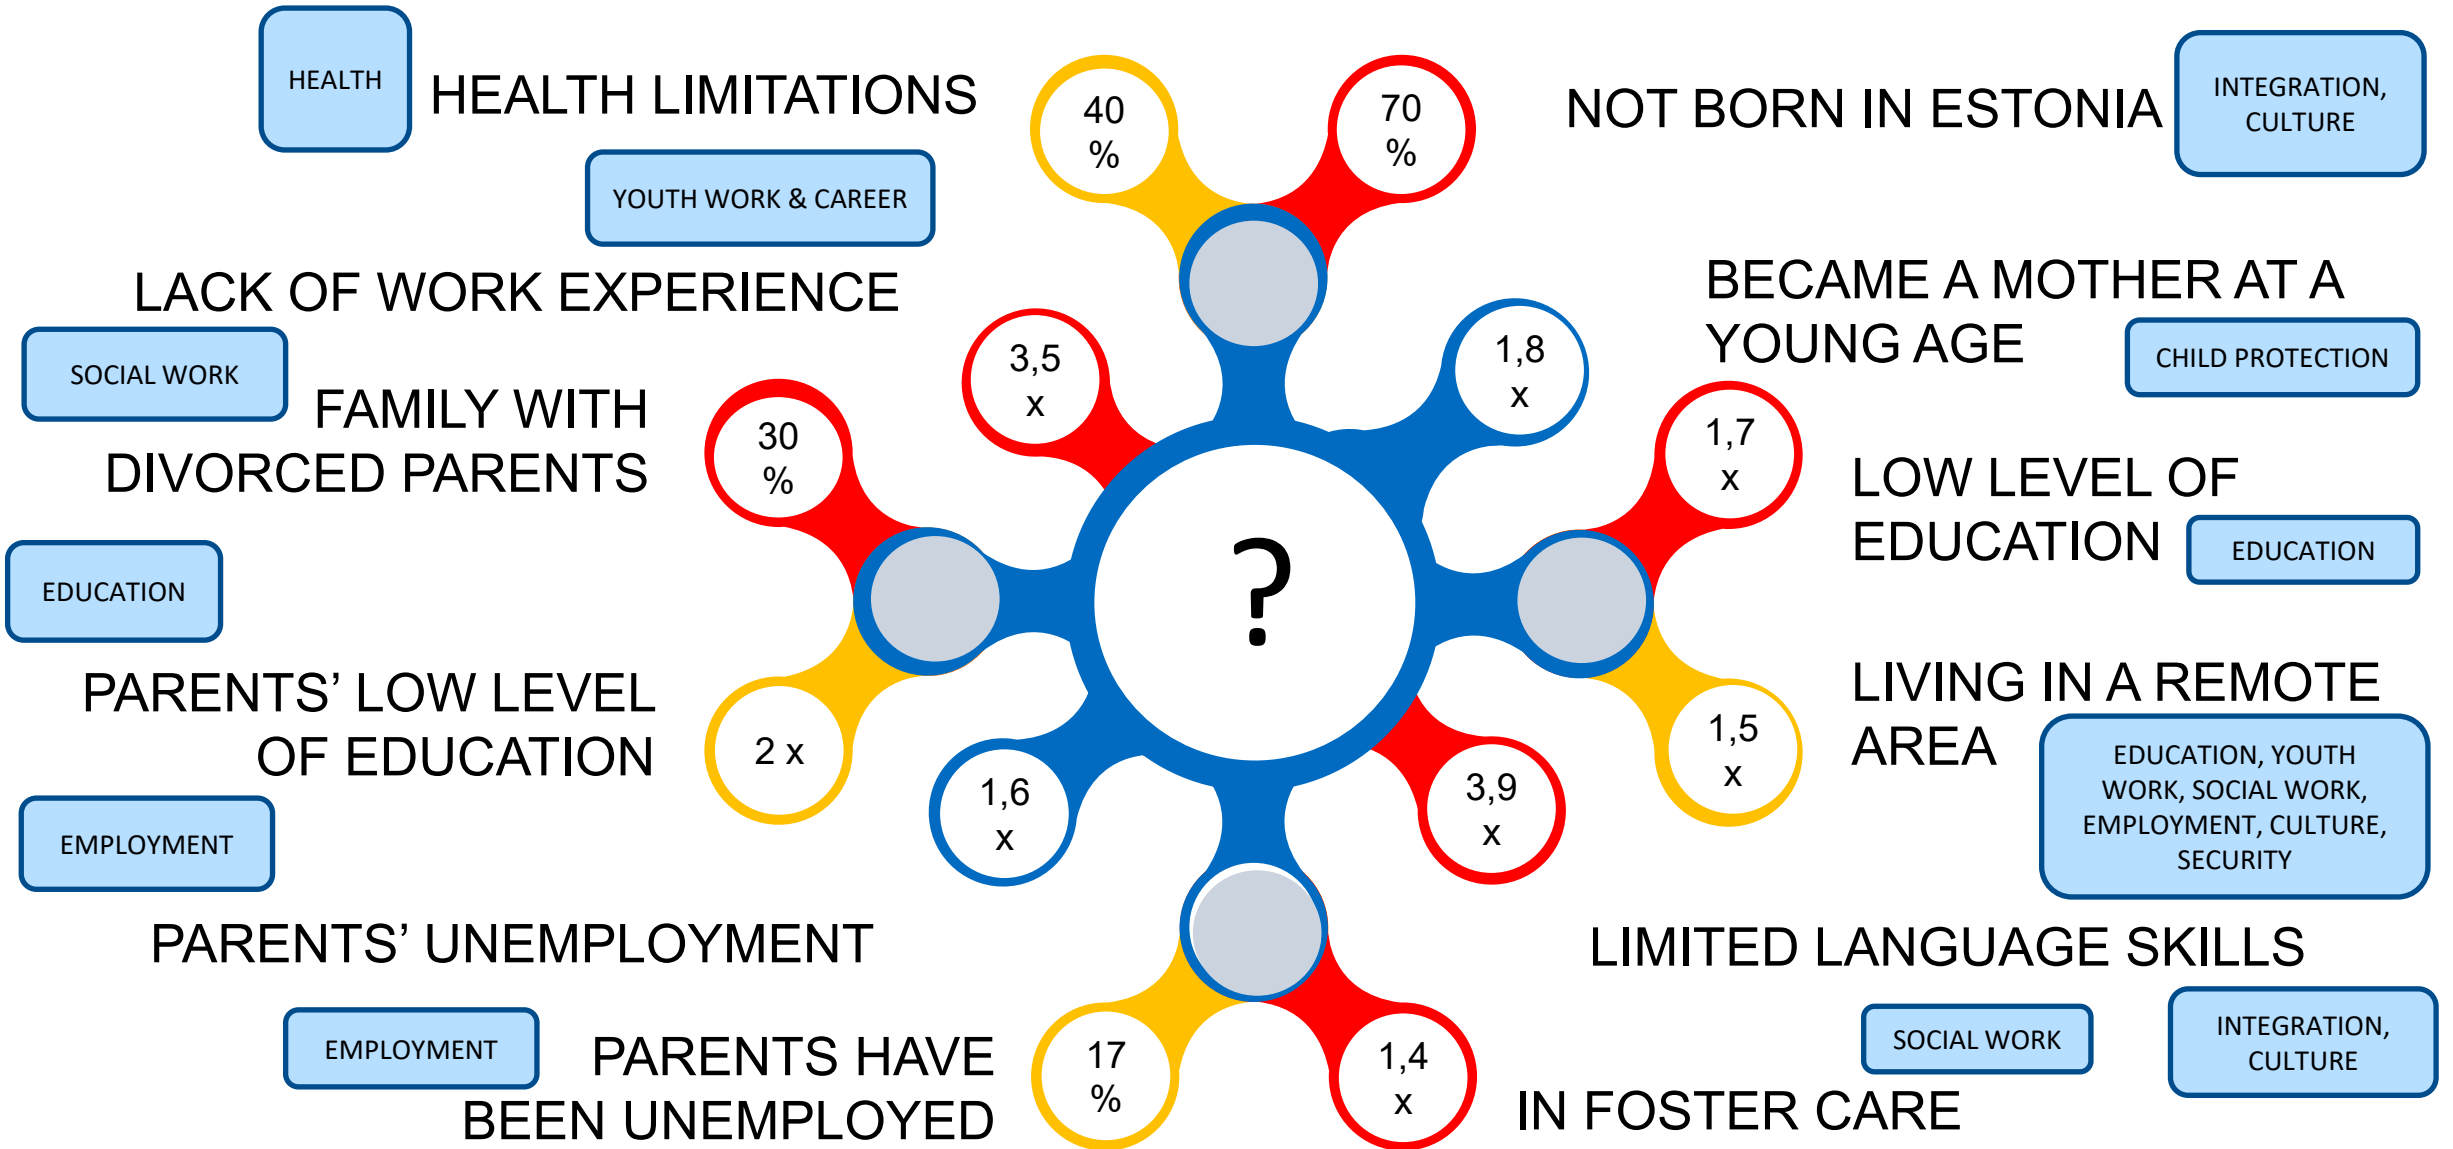 HEALTH
HEALTH LIMITATIONS
40
%
70
%
NOT BORN IN ESTONIA
INTEGRATION,
CULTURE
YOUTH WORK & CAREER
LACK OF WORK EXPERIENCE
3,5
x
1,8
x
BECAME A MOTHER AT A
YOUNG AGE
CHILD PROTECTION
SOCIAL WORK
FAMILY WITH
DIVORCED PARENTS
30
%
1,7
x
LOW LEVEL OF
EDUCATION
EDUCATION
EDUCATION
?
PARENTS’ LOW LEVEL
OF EDUCATION
2 x
1,5
x
LIVING IN A REMOTE
AREA
EDUCATION, YOUTH
WORK, SOCIAL WORK,
EMPLOYMENT, CULTURE,
SECURITY
EMPLOYMENT
1,6
x
3,9
x
PARENTS’ UNEMPLOYMENT
LIMITED LANGUAGE SKILLS
SOCIAL WORK
INTEGRATION,
CULTURE
EMPLOYMENT
PARENTS HAVE
BEEN UNEMPLOYED
17
%
1,4
x
IN FOSTER CARE